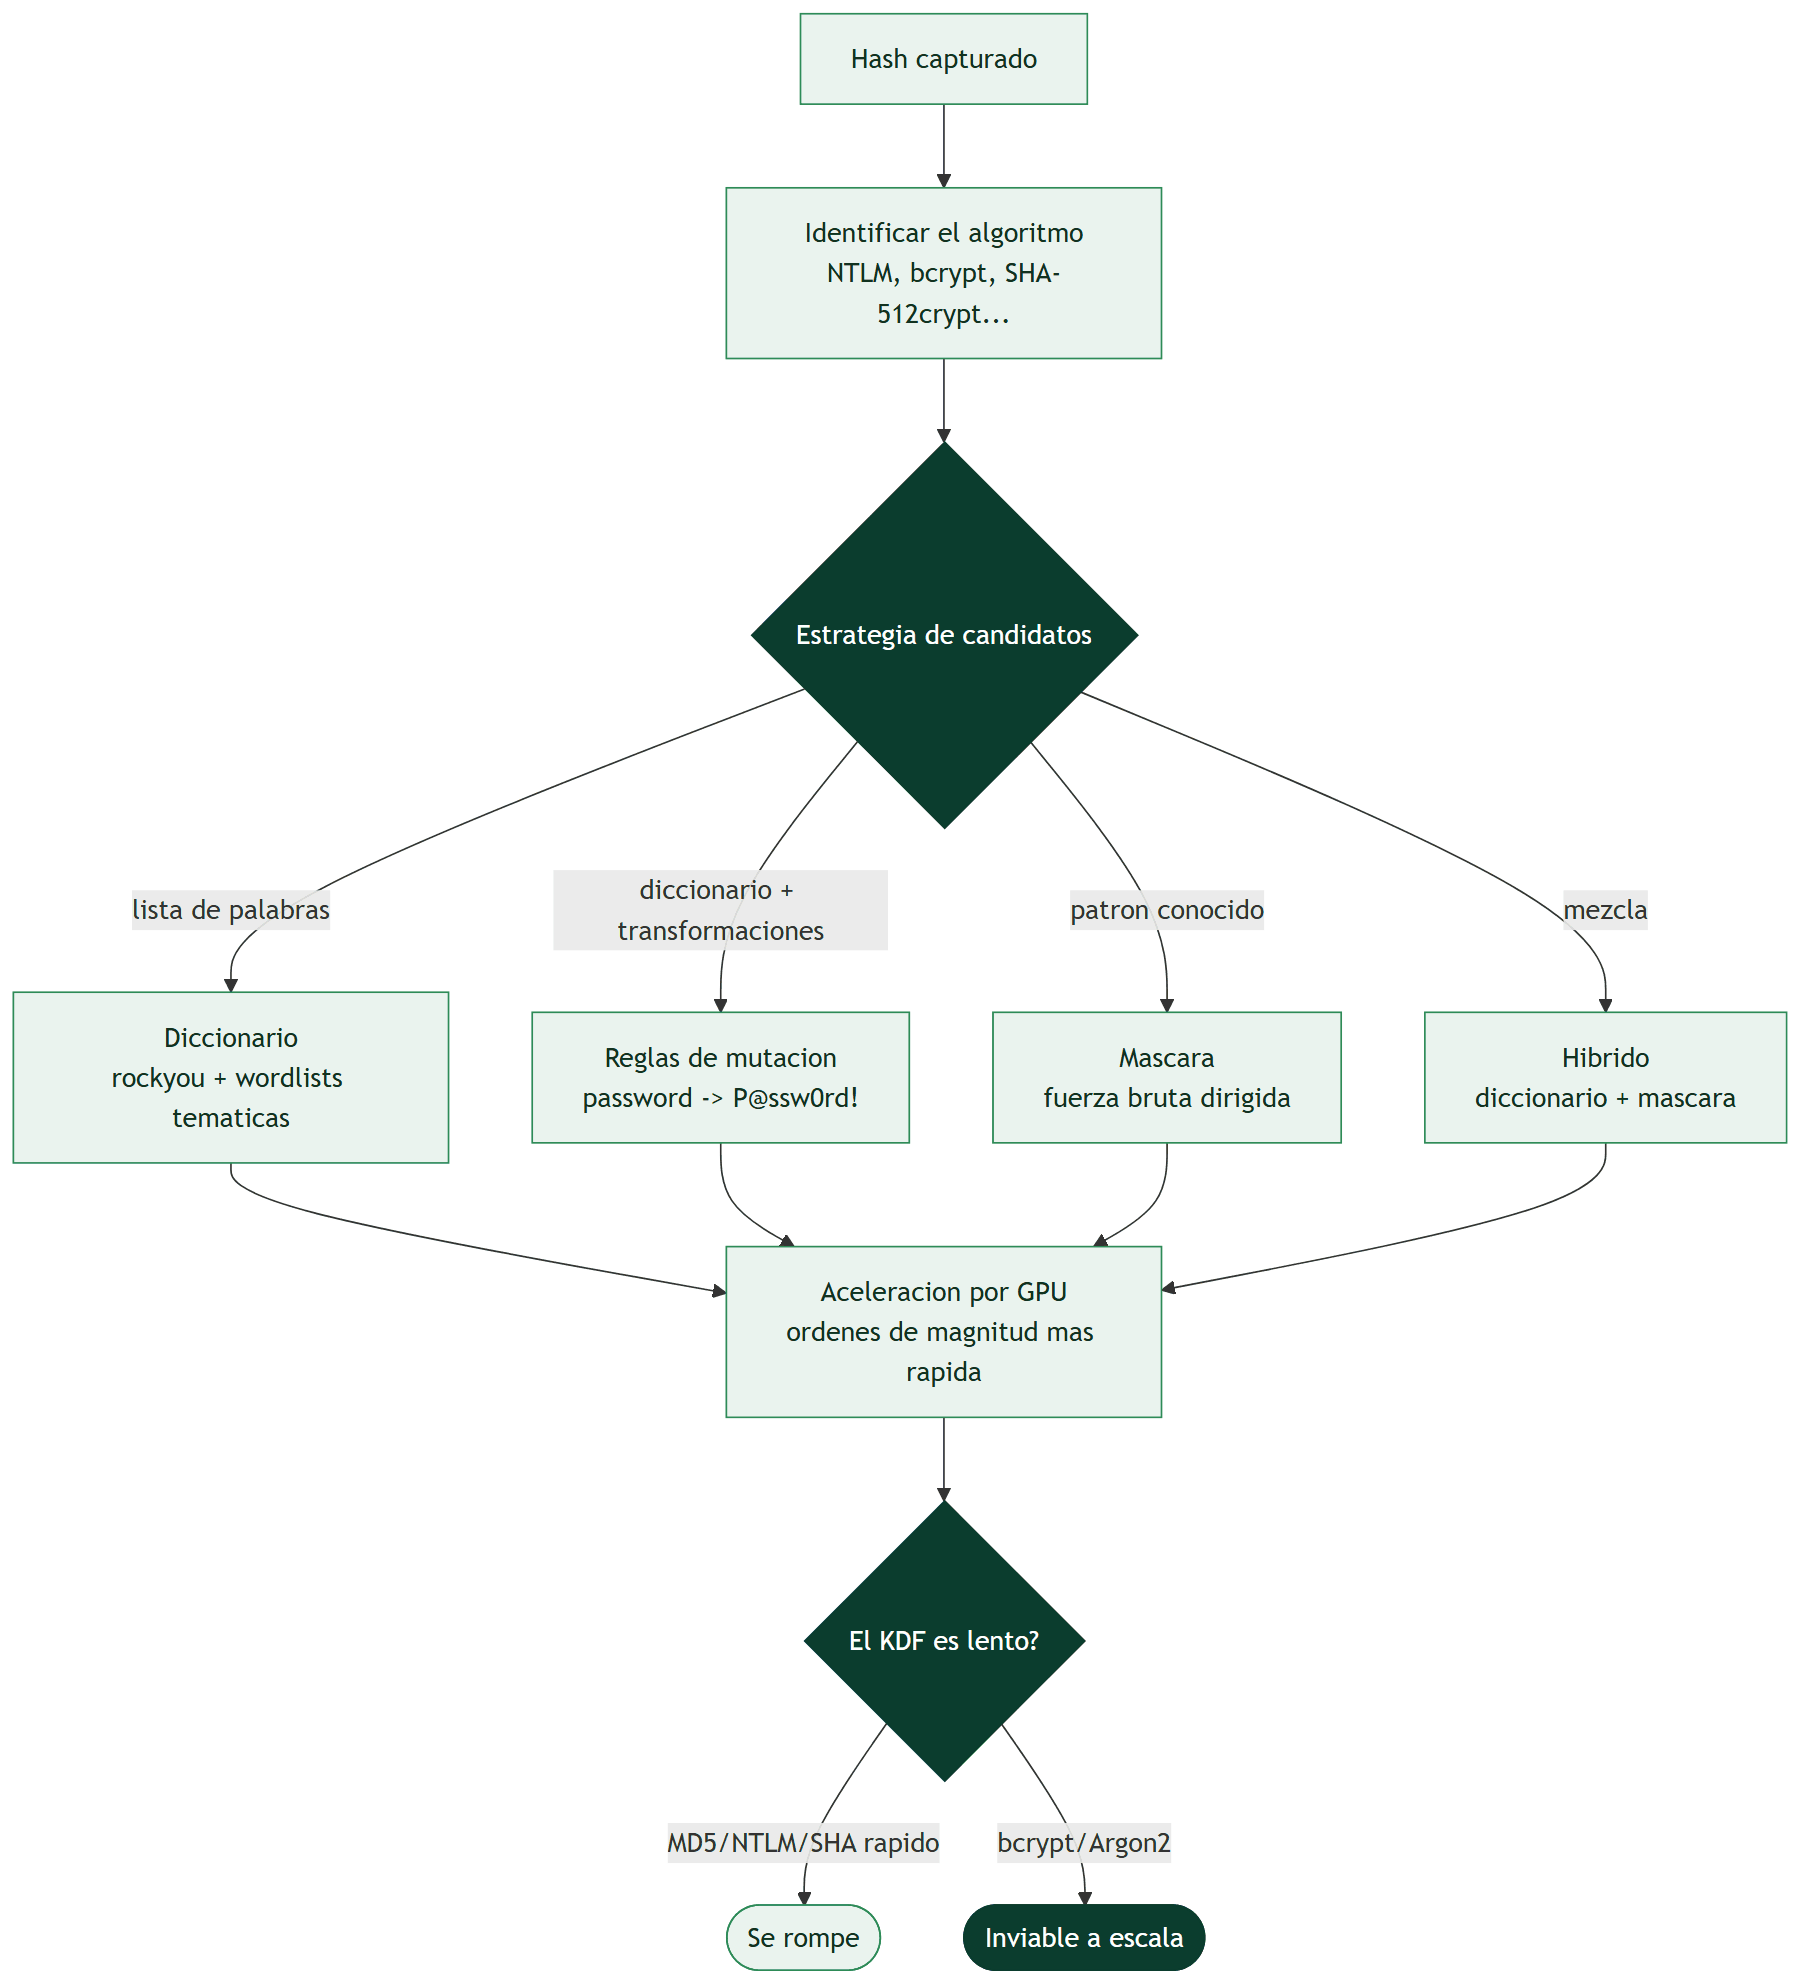 Hash capturado
Identificar el algoritmo
NTLM, bcrypt, SHA-
512crypt...
Estrategia de candidatos
lista de palabras
diccionario +
transformaciones
patron conocido
mezcla
Diccionario
rockyou + wordlists
tematicas
Reglas de mutacion
password -> P@ssw0rd!
Mascara
fuerza bruta dirigida
Hibrido
diccionario + mascara
Aceleracion por GPU
ordenes de magnitud mas
rapida
El KDF es lento?
MD5/NTLM/SHA rapido
bcrypt/Argon2
Se rompe
Inviable a escala